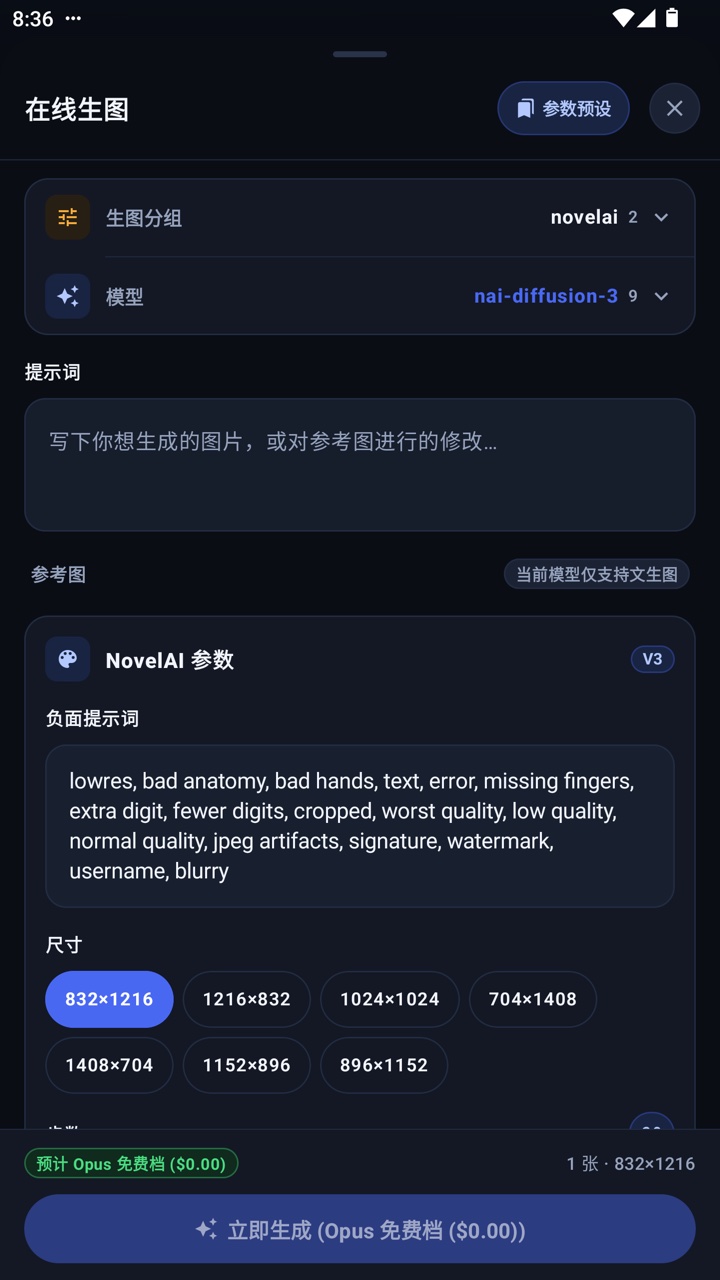 8:36
在线生图
参数预设
生图分组
novelai 2
模型
nai-diffusion-3 9
提示词
写下你想生成的图片，或对参考图进行的修改…
参考图
当前模型仅支持文生图
NovelAI 参数
V3
负面提示词
lowres, bad anatomy, bad hands, text, error, missing fingers,
extra digit, fewer digits, cropped, worst quality, low quality,
normal quality, jpeg artifacts, signature, watermark,
username, blurry
尺寸
832×1216 1216×832 1024×1024 704×1408
1408×704 1152×896 896×1152
预计 Opus 免费档 ($0.00)
1 张 · 832×1216
立即生成 (Opus 免费档 ($0.00))